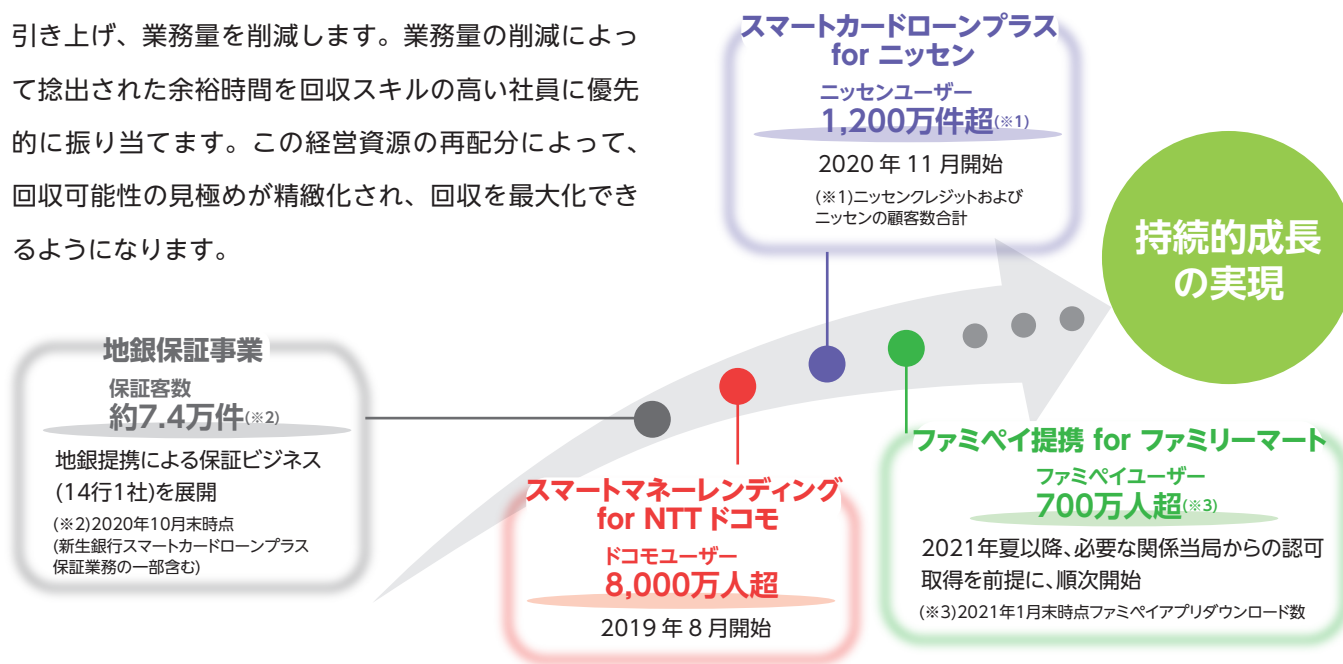 引き上げ、業務量を削減します。業務量の削減によっ
て捻出された余裕時間を回収スキルの高い社員に優先
的に振り当てます。この経営資源の再配分によって、
回収可能性の見極めが精緻化され、回収を最大化でき
るようになります。
スマートカードローンプラス
for ニッセン
ニッセンユーザー
1,200万件超(※1)
2020 年 11 月開始
(※1)ニッセンクレジットおよび
ニッセンの顧客数合計
持続的成長
の実現
地銀保証事業
保証客数
約7.4万件(※2)
地銀提携による保証ビジネス
(14行1社)を展開
(※2)2020年10月末時点
(新生銀行スマートカードローンプラス
保証業務の一部含む)
スマートマネーレンディング
for NTTドコモ
ドコモユーザー
8,000万人超
2019 年 8 月開始
ファミペイ提携 for ファミリーマート
ファミペイユーザー
700万人超(※3)
2021年夏以降、必要な関係当局からの認可
取得を前提に、順次開始
(※3)2021年1月末時点ファミペイアプリダウンロード数